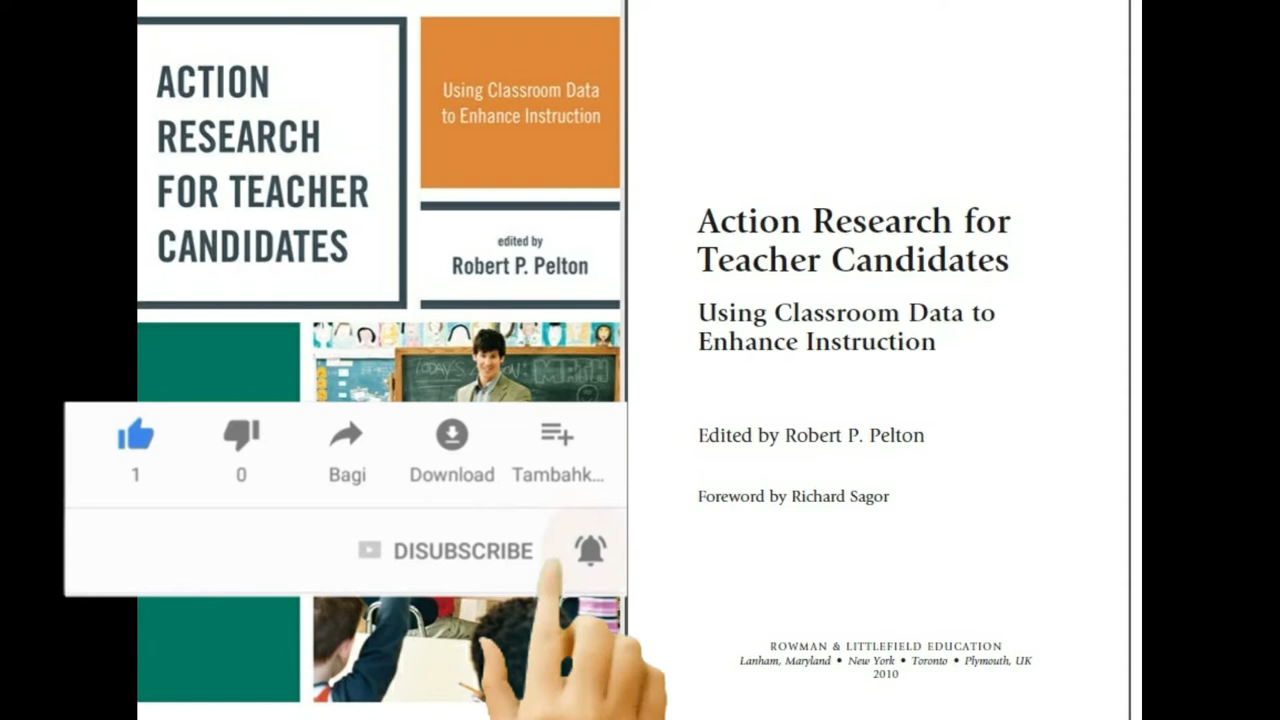 ACTION
RESEARCH
FOR TEACHER
CANDIDATES
Using Classroom Data
to Enhance Instruction
edited by
Robert P. Pelton
TODAY'S
MATH
1
0
Bagi
Download
Tambahk...
DISUBSCRIBE
Action Research for
Teacher Candidates
Using Classroom Data to
Enhance Instruction
Edited by Robert P. Pelton
Foreword by Richard Sagor
ROWMAN & LITTLEFIELD EDUCATION
Lanham, Maryland • New York • Toronto • Plymouth, UK
2010